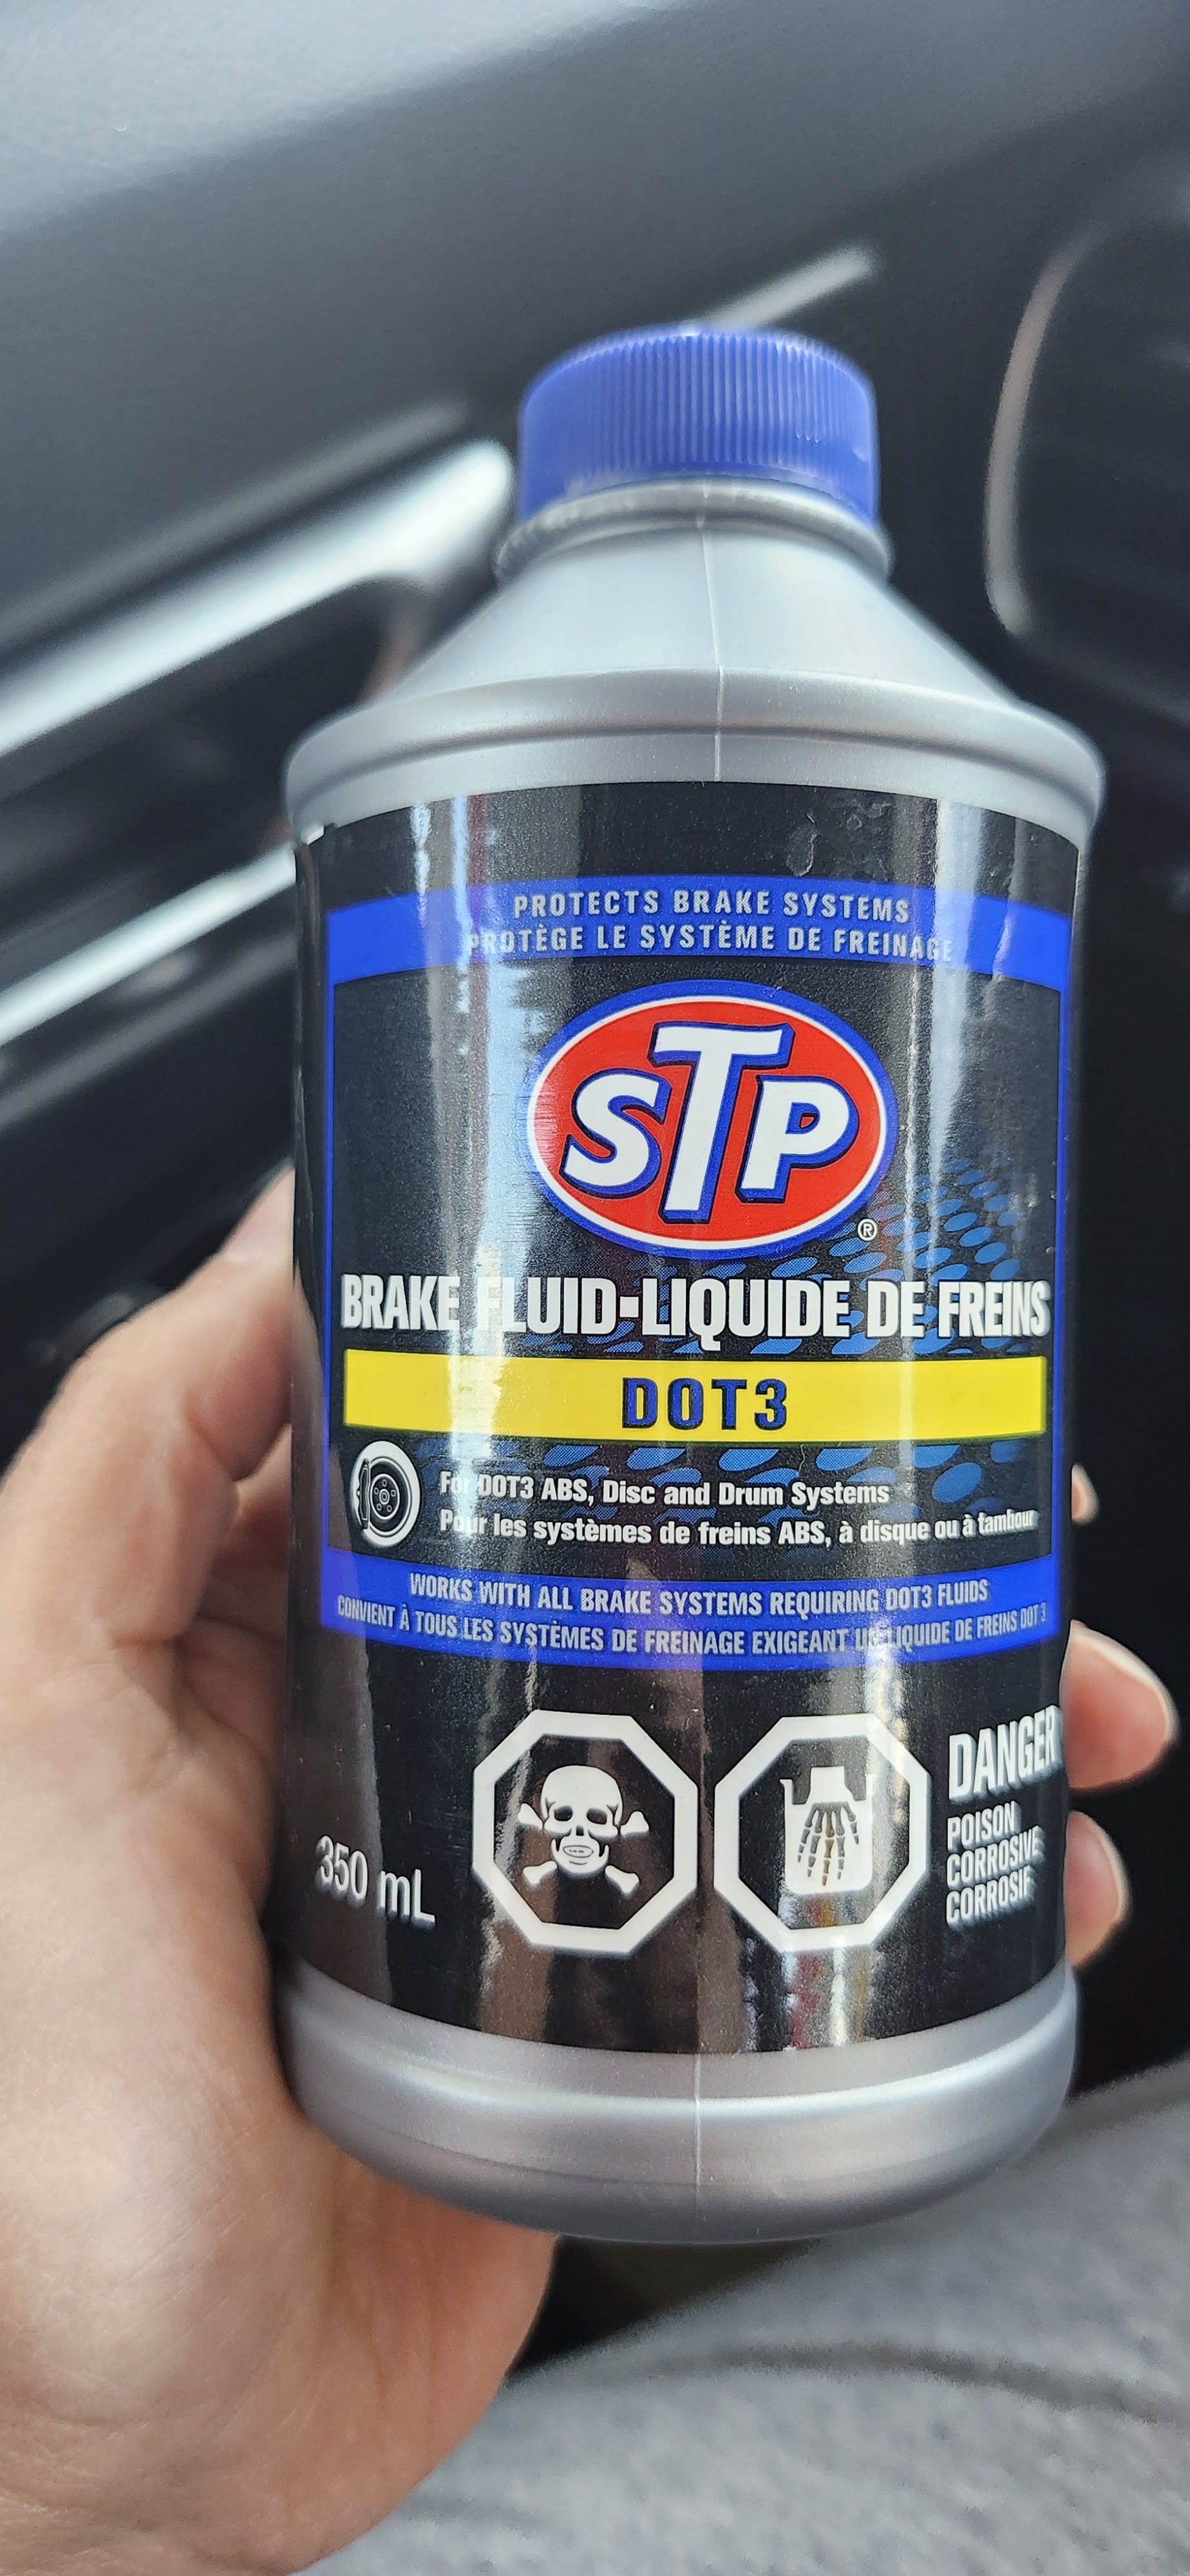 PROTECTS BRAKE SYSTEMS
PROTÈGE LE SYSTÈME DE FREINAGE
STP®
BRAKE FLUID-LIQUIDE DE FREINS
DOT3
For DOT3 ABS, Disc and Drum Systems
Pour les systèmes de freins ABS, à disque ou à tambour
WORKS WITH ALL BRAKE SYSTEMS REQUIRING DOT3 FLUIDS
CONVIENT À TOUS LES SYSTÈMES DE FREINAGE EXIGEANT UN LIQUIDE DE FREINS DOT 3
350 mL
DANGER
POISON
CORROSIVE
CORROSIF